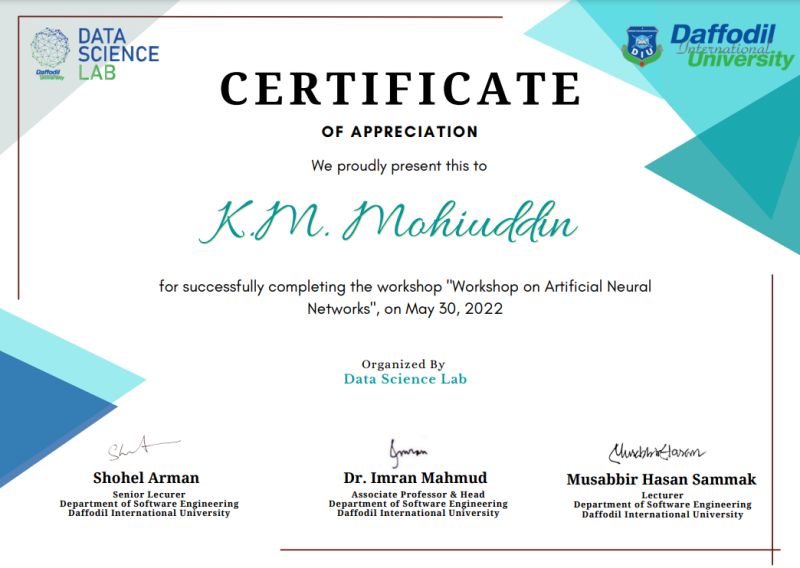 DATA
SCIENCE
LAB
Daffodil
University
DIU
Daffodil
International
University
CERTIFICATE
OF APPRECIATION
We proudly present this to
K.M. Mohiuddin
for successfully completing the workshop "Workshop on Artificial Neural
Networks", on May 30, 2022
Organized By
Data Science Lab
Shohel Arman
Senior Lecurer
Department of Software Engineering
Daffodil International University
Imran
Dr. Imran Mahmud
Associate Professor & Head
Department of Software Engineering
Daffodil International University
Musabbir Hasan
Musabbir Hasan Sammak
Lecturer
Department of Software Engineering
Daffodil International University